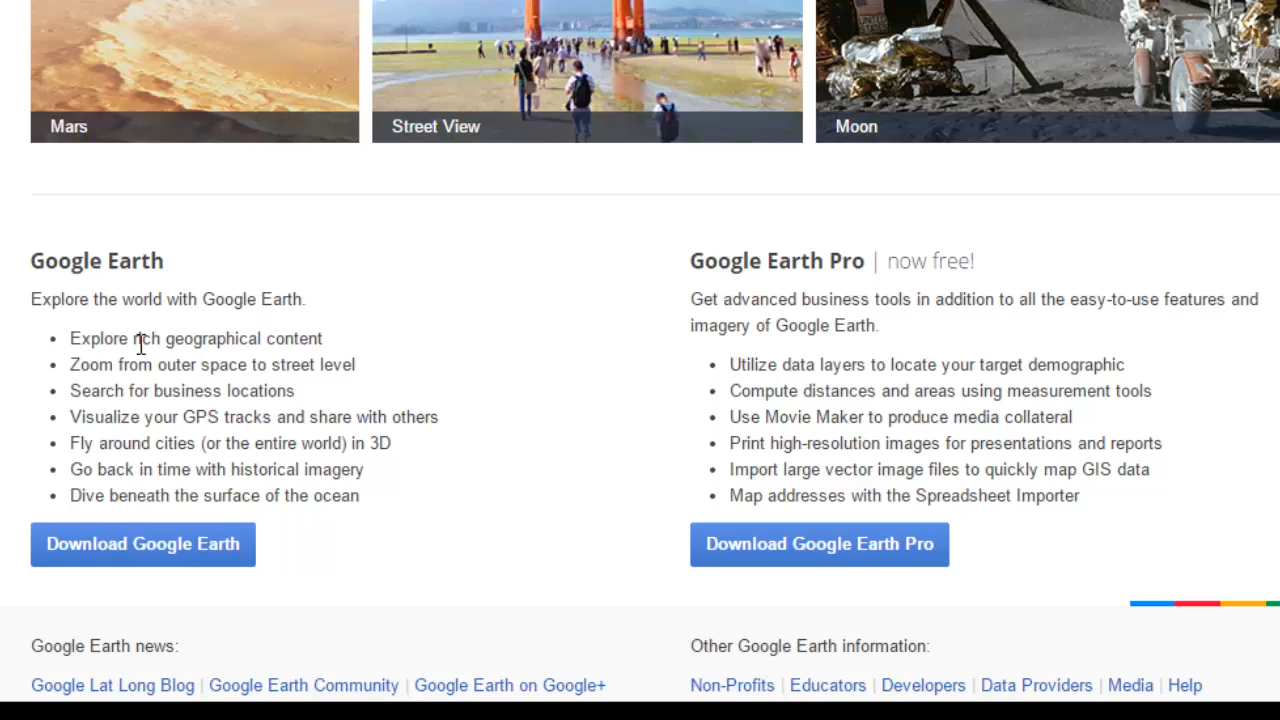 Mars
Street View
Moon
Google Earth
Explore the world with Google Earth.
Explore rich geographical content
Zoom from outer space to street level
Search for business locations
Visualize your GPS tracks and share with others
Fly around cities (or the entire world) in 3D
Go back in time with historical imagery
Dive beneath the surface of the ocean
Download Google Earth
Google Earth Pro | now free!
Get advanced business tools in addition to all the easy-to-use features and
imagery of Google Earth.
Utilize data layers to locate your target demographic
Compute distances and areas using measurement tools
Use Movie Maker to produce media collateral
Print high-resolution images for presentations and reports
Import large vector image files to quickly map GIS data
Map addresses with the Spreadsheet Importer
Download Google Earth Pro
Google Earth news:
Google Lat Long Blog | Google Earth Community | Google Earth on Google+
Other Google Earth information:
Non-Profits | Educators | Developers | Data Providers | Media | Help